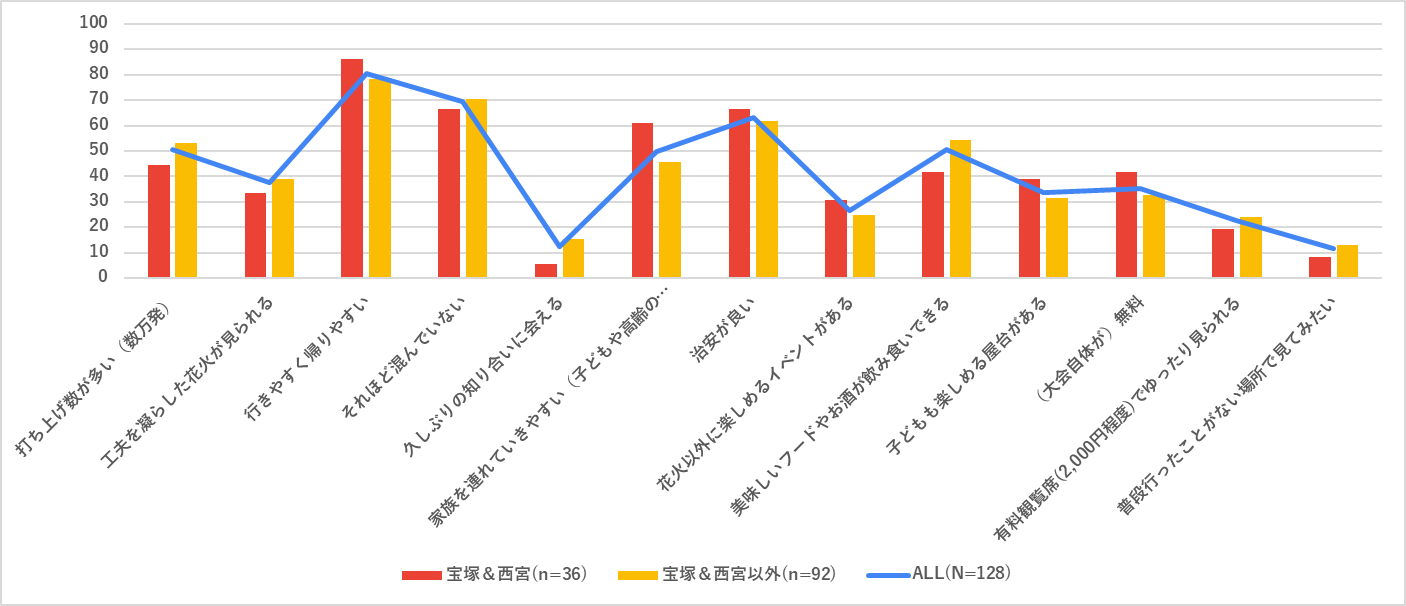 100
90
80
70
60
50
40
30
20
10
0
打ち上げ数が多い（数万発）
工夫を凝らした花火が見られる
行きやすく帰りやすい
それほど混んでいない
久しぶりの知り合いに会える
家族を連れていきやすい（子どもや高齢の…
治安が良い
花火以外に楽しめるイベントがある
美味しいフードやお酒が飲み食いできる
子どもも楽しめる屋台がある
（大会自体が）無料
有料観覧席(2,000円程度)でゆったり見られる
普段行ったことがない場所で見てみたい
宝塚＆西宮(n=36)
宝塚＆西宮以外(n=92)
ALL(N=128)